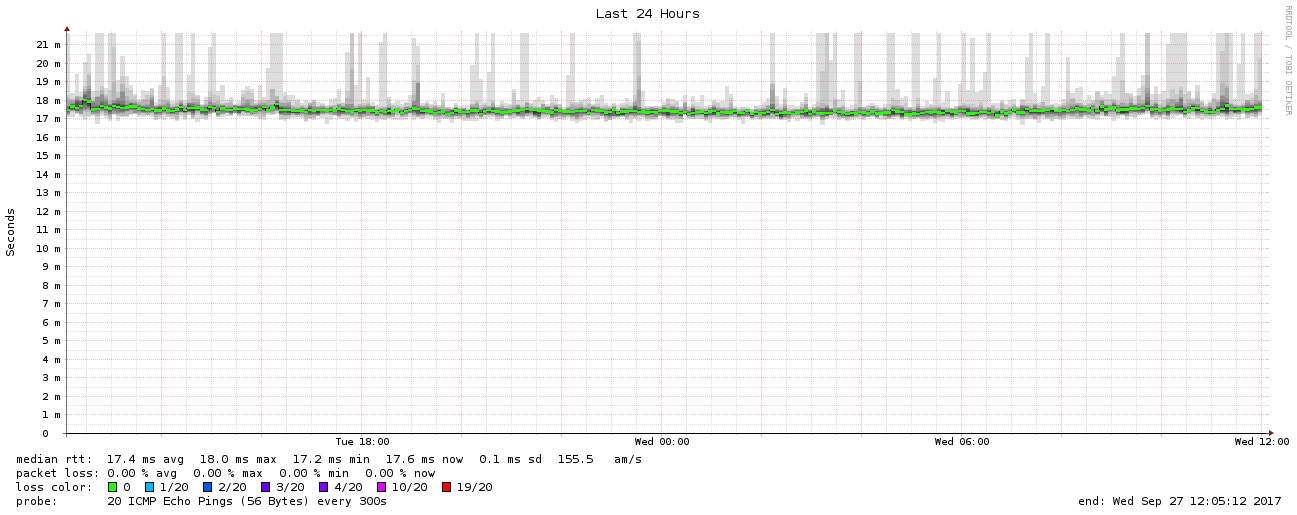 Last 24 Hours
RRDTOOL / TOBI OETIKER
21 m
20 m
19 m
18 m
17 m
16 m
15 m
14 m
13 m
12 m
11 m
10 m
9 m
8 m
7 m
6 m
5 m
4 m
3 m
2 m
1 m
0
Seconds
Tue 18:00 Wed 00:00 Wed 06:00 Wed 12:00
median rtt: 17.4 ms avg 18.0 ms max 17.2 ms min 17.6 ms now 0.1 ms sd 155.5 am/s
packet loss: 0.00 % avg 0.00 % max 0.00 % min 0.00 % now
loss color: 0 1/20 2/20 3/20 4/20 10/20 19/20
probe: 20 ICMP Echo Pings (56 Bytes) every 300s end: Wed Sep 27 12:05:12 2017